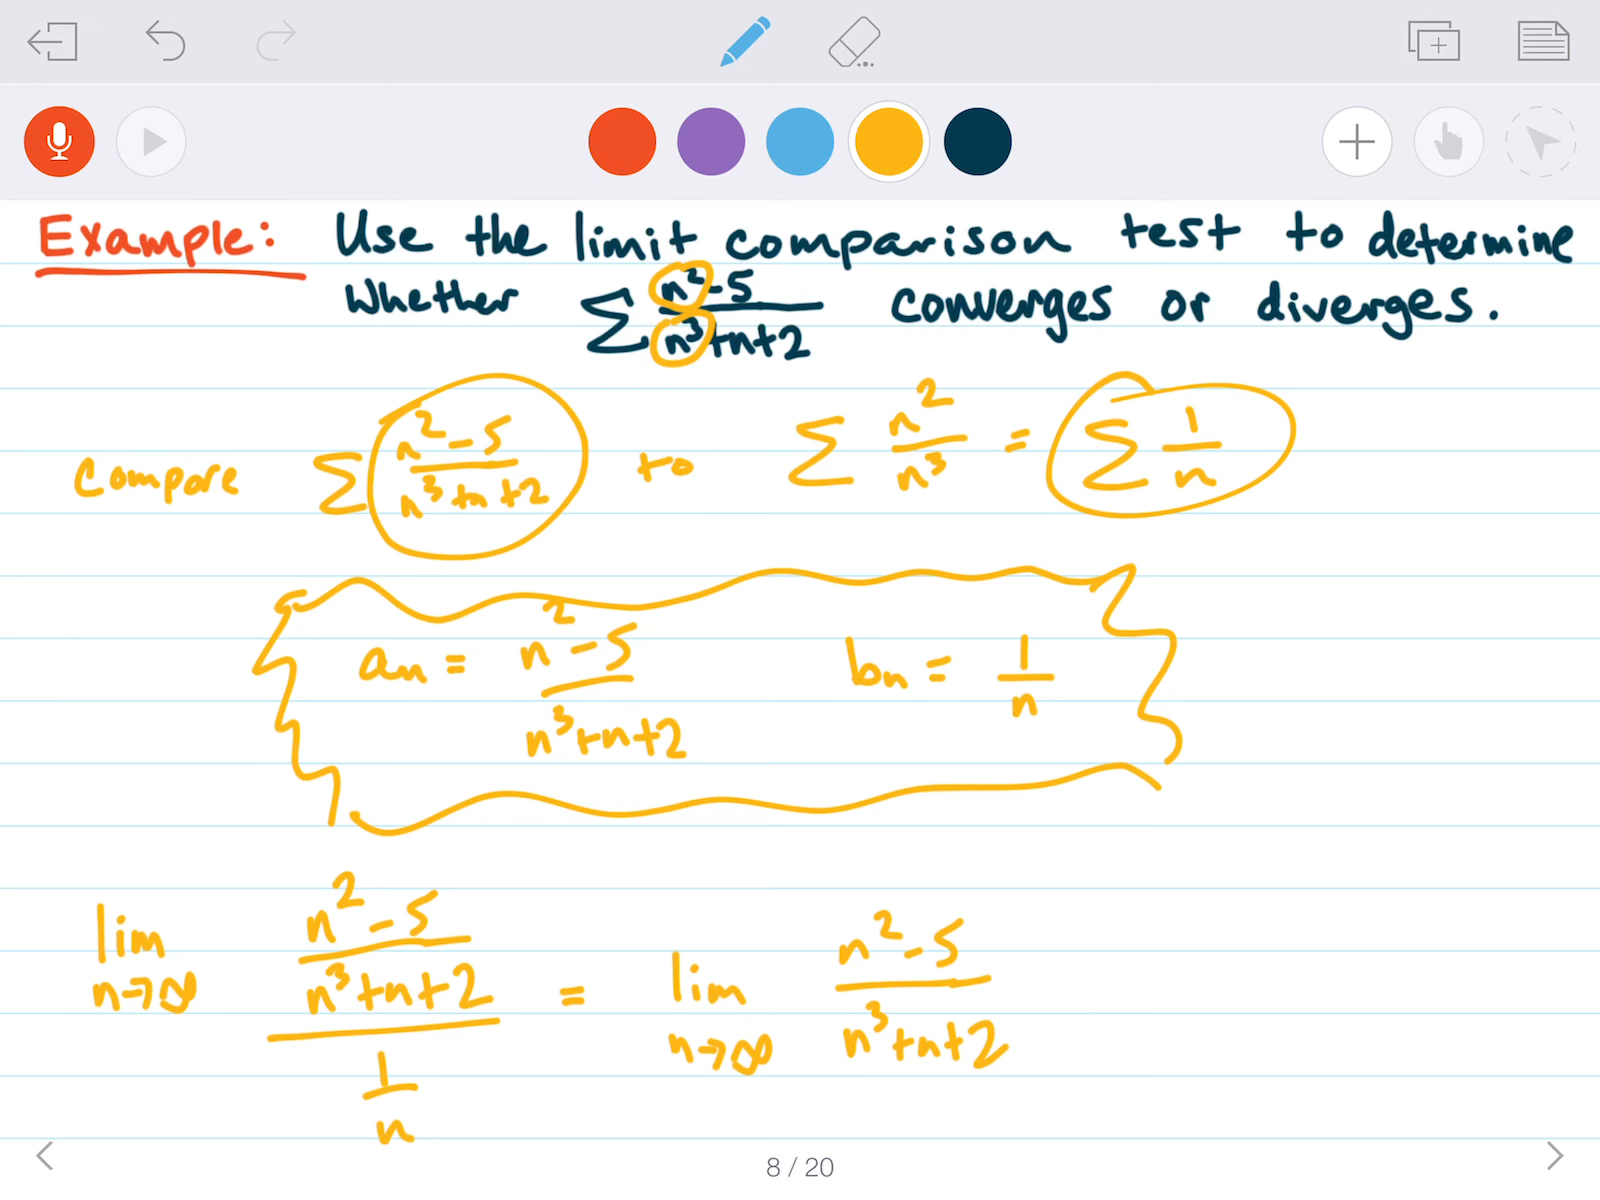 Example: Use the limit comparison test to determine
whether ∑ (n²-5)/(n³+n+2) converges or diverges.
Compare ∑ (n²-5)/(n³+n+2) to ∑ n²/n³ = ∑ 1/n
an = (n²-5)/(n³+n+2) bn = 1/n
lim n→∞ ((n²-5)/(n³+n+2))/(1/n) = lim n→∞ (n²-5)/(n³+n+2)
8 / 20